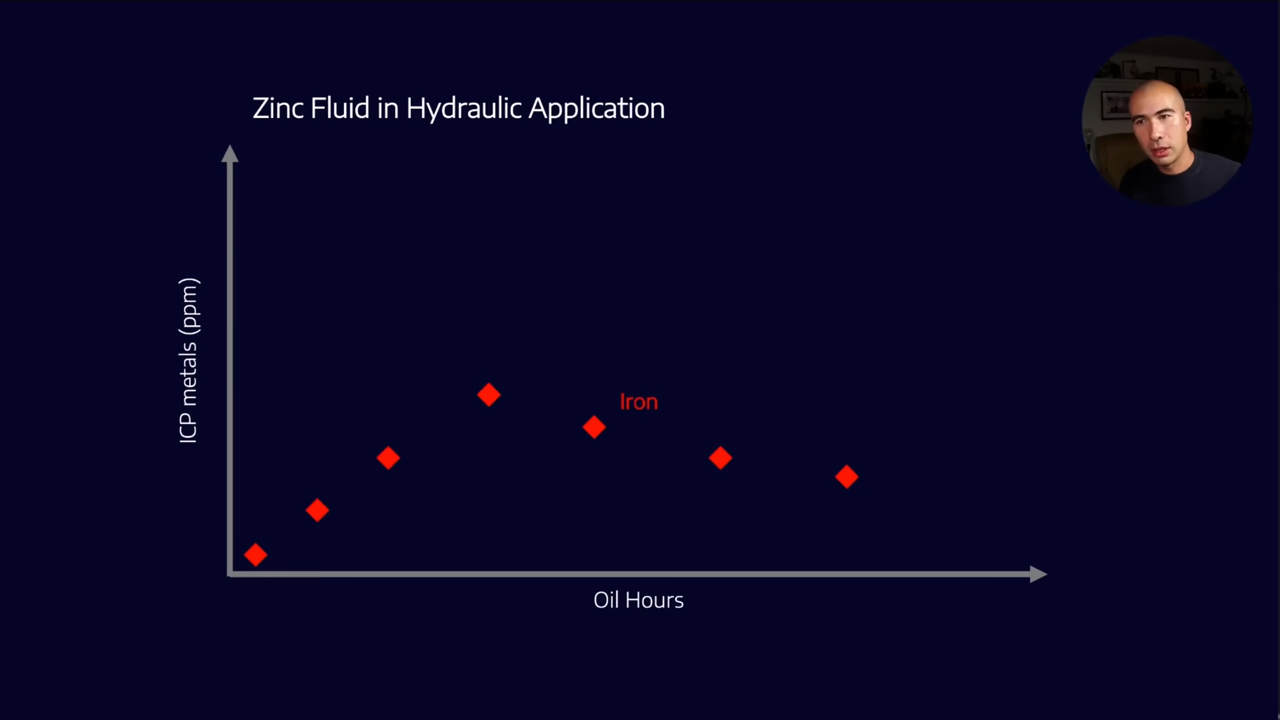 Zinc Fluid in Hydraulic Application
ICP metals (ppm)
Iron
Oil Hours